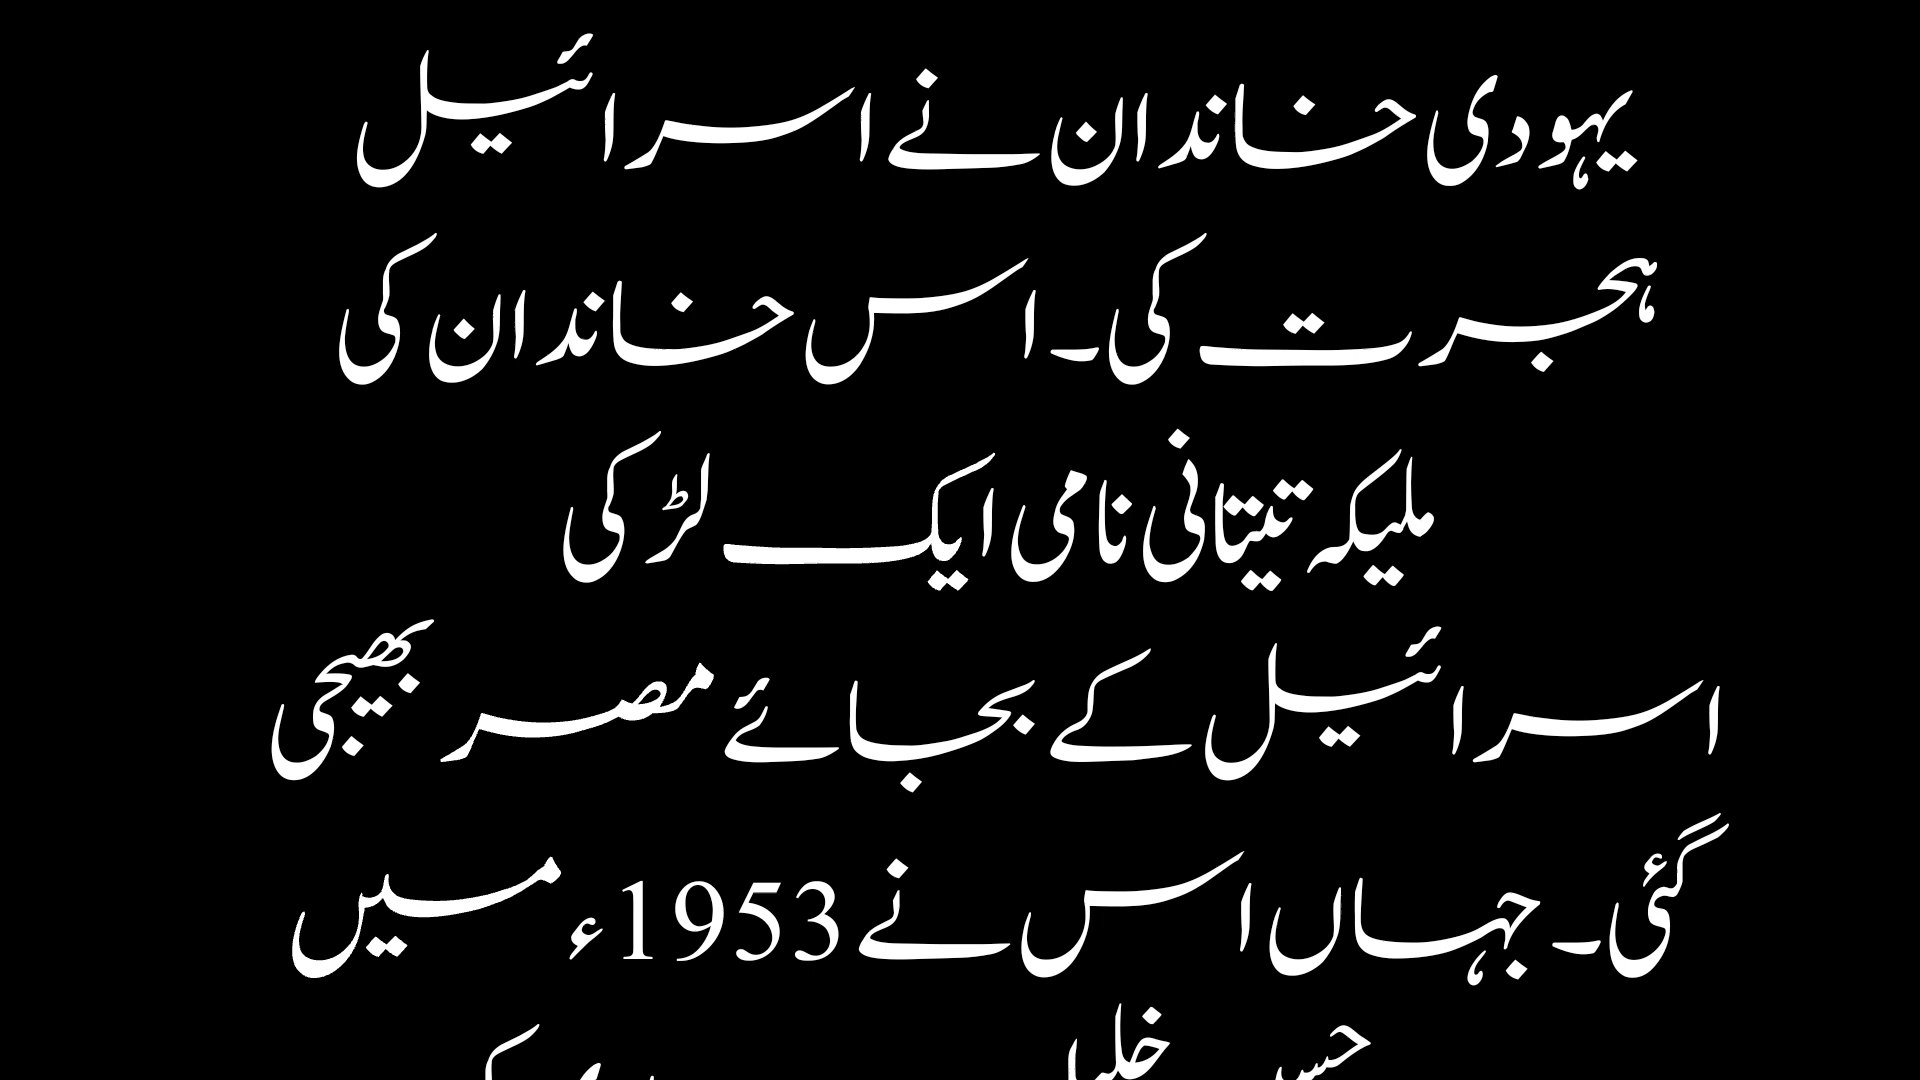 یہودی خاندان نے اسرائیل
ہجرت کی۔ اس خاندان کی
ملیکہ تیتانی نامی ایک لڑکی
اسرائیل کے بجائے مصر بھیجی
گئی۔ جہاں اس نے 1953ء میں